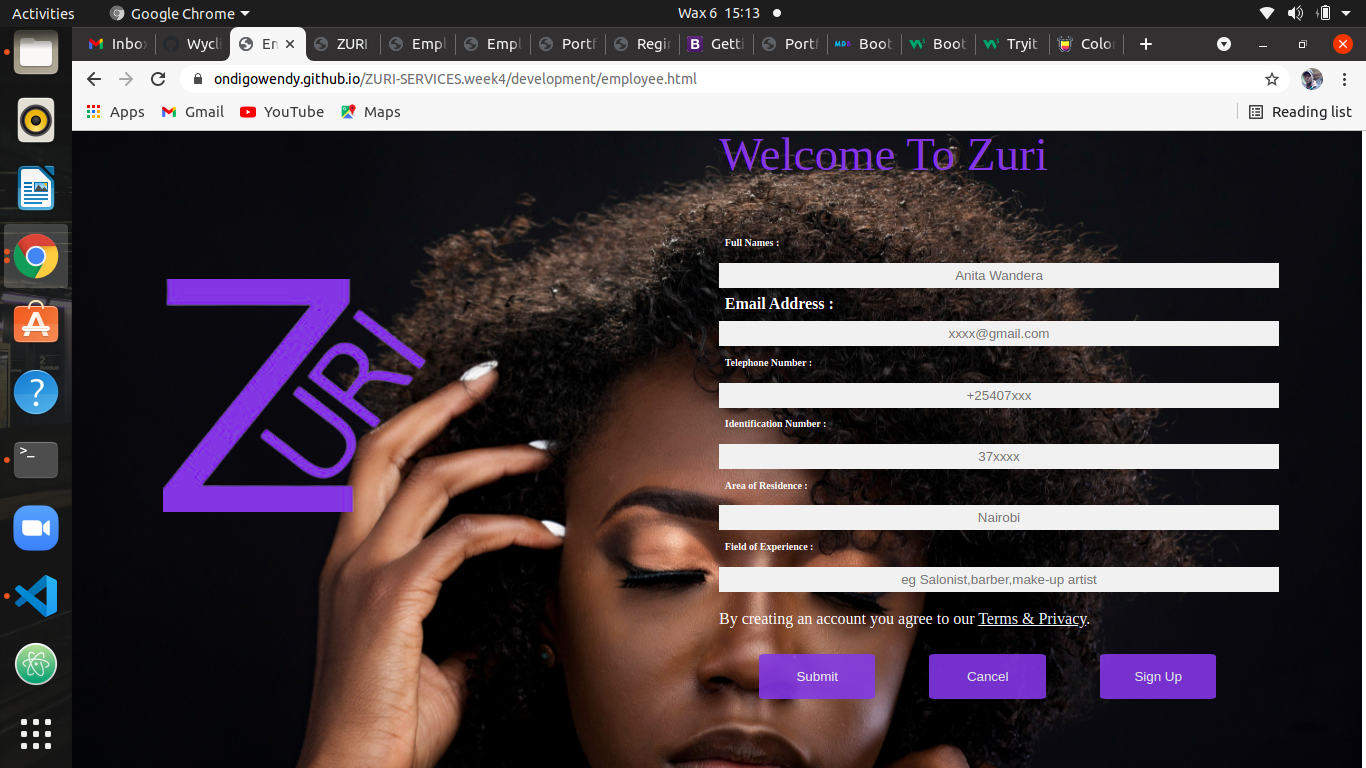 Activities Google Chrome Wax 6 15:13
Inbo Wycli En ZURI Empl Empl Portf Regi Getti Portf Boot Boot Tryit Colo
ondigowendy.github.io/ZURI-SERVICES.week4/development/employee.html
Apps Gmail YouTube Maps Reading list
Welcome To Zuri
Full Names :
Anita Wandera
Email Address :
xxxx@gmail.com
Telephone Number :
+25407xxx
Identification Number :
37xxxx
Area of Residence :
Nairobi
Field of Experience :
eg Salonist,barber,make-up artist
By creating an account you agree to our Terms & Privacy.
Submit Cancel Sign Up
ZURI